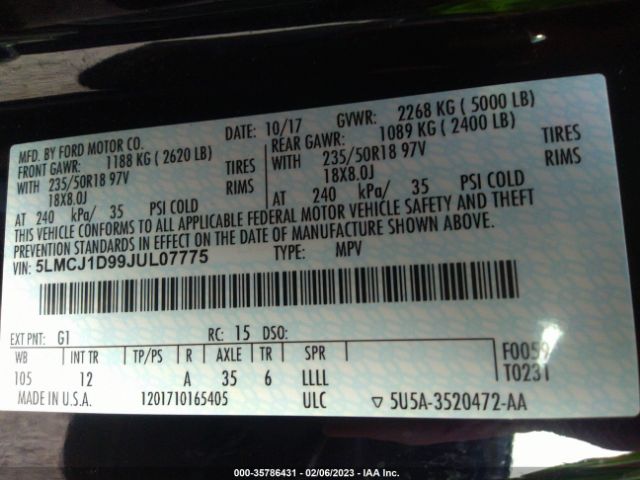 MFD. BY FORD MOTOR CO.
DATE: 10/17 GVWR: 2268 KG ( 5000 LB)
FRONT GAWR: 1188 KG ( 2620 LB) REAR GAWR: 1089 KG ( 2400 LB)
WITH 235/50R18 97V TIRES WITH 235/50R18 97V TIRES
18X8.0J RIMS 18X8.0J RIMS
AT 240 kPa/ 35 PSI COLD AT 240 kPa/ 35 PSI COLD
THIS VEHICLE CONFORMS TO ALL APPLICABLE FEDERAL MOTOR VEHICLE SAFETY AND THEFT
PREVENTION STANDARDS IN EFFECT ON THE DATE OF MANUFACTURE SHOWN ABOVE.
VIN: 5LMCJ1D99JUL07775 TYPE: MPV
EXT PNT: G1 RC: 15 DSO:
WB INT TR TP/PS R AXLE TR SPR F0059
105 12 A 35 6 LLLL T0231
MADE IN U.S.A. 1201710165405 ULC ▽ 5U5A-3520472-AA
000-35786431 - 02/06/2023 - IAA Inc.